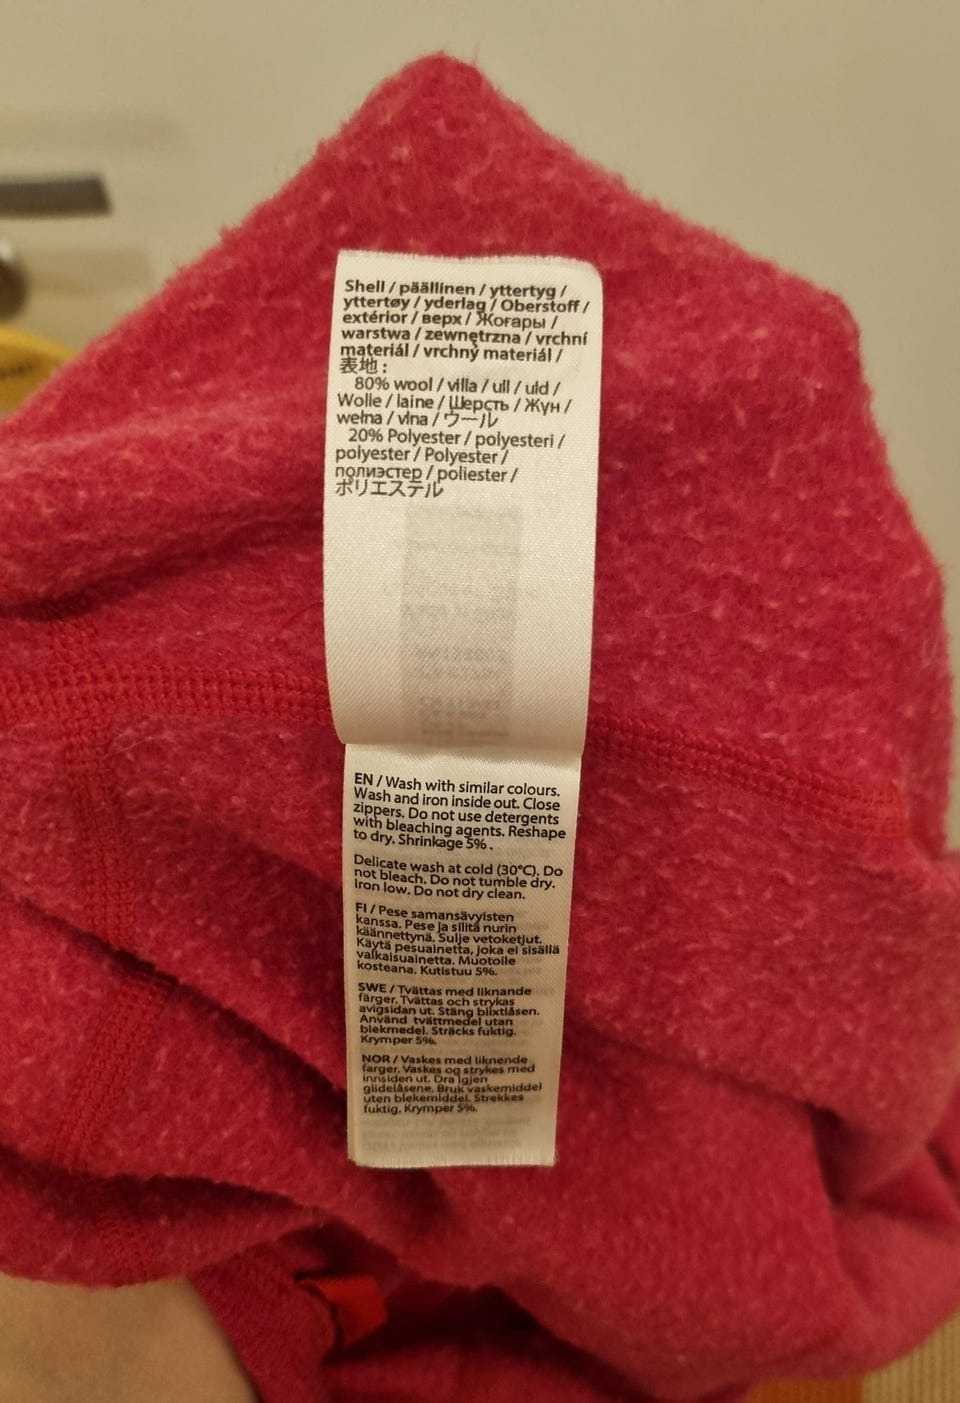 Shell / päällinen / yttertyg /
yttertøy / yderlag / Oberstoff /
extérior / верх / Жоғары /
warstwa / zewnętrzna / vrchní
materiál / vrchný materiál /
表地 :
80% wool / villa / ull / uld /
Wolle / laine / Шерсть / Жүн /
wełna / vlna / ウール
20% Polyester / polyesteri /
polyester / Polyester /
полиэстер / poliester /
ポリエステル
EN / Wash with similar colours.
Wash and iron inside out. Close
zippers. Do not use detergents
with bleaching agents. Reshape
to dry. Shrinkage 5% .
Delicate wash at cold (30°C). Do
not bleach. Do not tumble dry.
Iron low. Do not dry clean.
FI / Pese samansävyisten
kanssa. Pese ja silitä nurin
käännettynä. Sulje vetoketjut.
Käytä pesuainetta, joka ei sisällä
valkaisuainetta. Muotoile
kosteana. Kutistuu 5%.
SWE / Tvättas med liknande
färger. Tvättas och strykas
avigsidan ut. Stäng blixtlåsen.
Använd tvättmedel utan
blekmedel. Sträcks fuktig.
Krymper 5%.
NOR / Vaskes med liknende
farger. Vaskes og strykes med
innsiden ut. Dra igjen
glidelåsene. Bruk vaskemiddel
uten blekemiddel. Strekkes
fuktig. Krymper 5%.